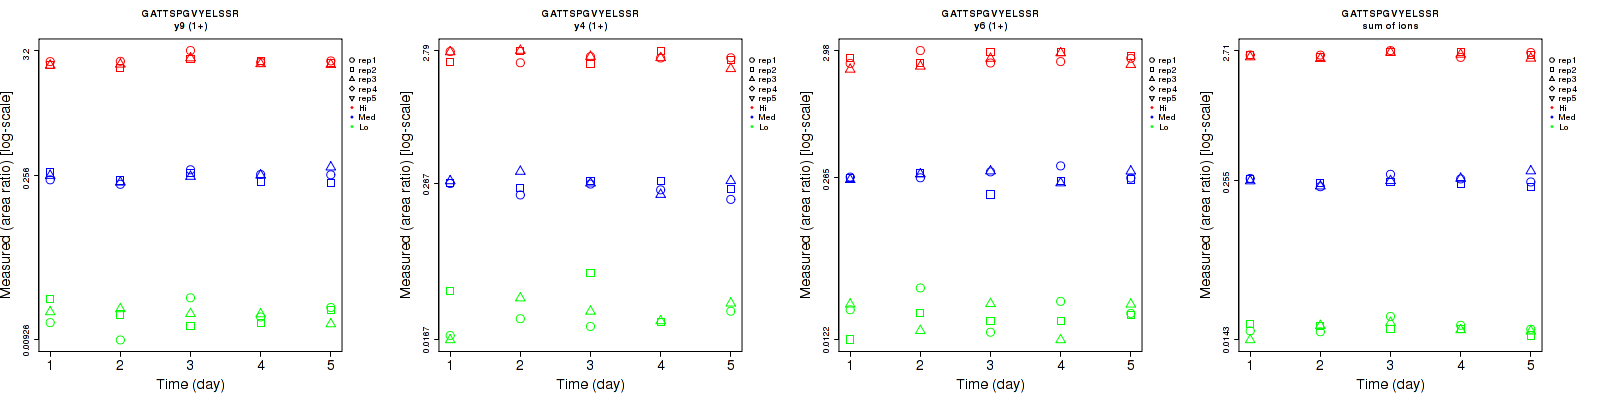 GATTSPGVYELSSR
y9 (1+)
Measured (area ratio) [log-scale]
3.2
0.256
0.00926
1 2 3 4 5
Time (day)
rep1
rep2
rep3
rep4
rep5
Hi
Med
Lo
GATTSPGVYELSSR
y4 (1+)
Measured (area ratio) [log-scale]
2.79
0.267
0.0167
1 2 3 4 5
Time (day)
rep1
rep2
rep3
rep4
rep5
Hi
Med
Lo
GATTSPGVYELSSR
y6 (1+)
Measured (area ratio) [log-scale]
2.98
0.265
0.0122
1 2 3 4 5
Time (day)
rep1
rep2
rep3
rep4
rep5
Hi
Med
Lo
GATTSPGVYELSSR
sum of ions
Measured (area ratio) [log-scale]
2.71
0.255
0.0143
1 2 3 4 5
Time (day)
rep1
rep2
rep3
rep4
rep5
Hi
Med
Lo